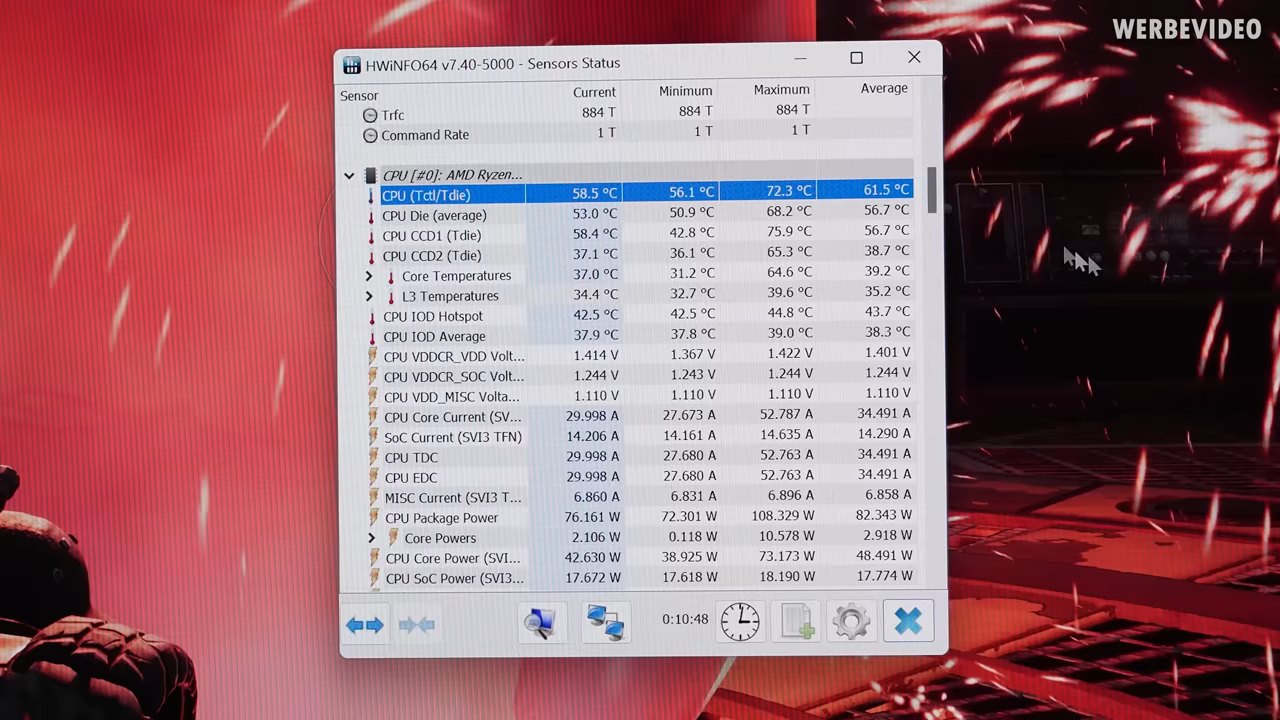 WERBEVIDEO
HWiNFO64 v7.40-5000 - Sensors Status
Sensor Current Minimum Maximum Average
Trfc 884 T 884 T 884 T
Command Rate 1 T 1 T 1 T
CPU [#0]: AMD Ryzen...
CPU (Tctl/Tdie) 58.5 °C 56.1 °C 72.3 °C 61.5 °C
CPU Die (average) 53.0 °C 50.9 °C 68.2 °C 56.7 °C
CPU CCD1 (Tdie) 58.4 °C 42.8 °C 75.9 °C 56.7 °C
CPU CCD2 (Tdie) 37.1 °C 36.1 °C 65.3 °C 38.7 °C
Core Temperatures 37.0 °C 31.2 °C 64.6 °C 39.2 °C
L3 Temperatures 34.4 °C 32.7 °C 39.6 °C 35.2 °C
CPU IOD Hotspot 42.5 °C 42.5 °C 44.8 °C 43.7 °C
CPU IOD Average 37.9 °C 37.8 °C 39.0 °C 38.3 °C
CPU VDDCR_VDD Volt... 1.414 V 1.367 V 1.422 V 1.401 V
CPU VDDCR_SOC Volt... 1.244 V 1.243 V 1.244 V 1.244 V
CPU VDD_MISC Volta... 1.110 V 1.110 V 1.110 V 1.110 V
CPU Core Current (SV... 29.998 A 27.673 A 52.787 A 34.491 A
SoC Current (SVI3 TFN) 14.206 A 14.161 A 14.635 A 14.290 A
CPU TDC 29.998 A 27.680 A 52.763 A 34.491 A
CPU EDC 29.998 A 27.680 A 52.763 A 34.491 A
MISC Current (SVI3 T... 6.860 A 6.831 A 6.896 A 6.858 A
CPU Package Power 76.161 W 72.301 W 108.329 W 82.343 W
Core Powers 2.106 W 0.118 W 10.578 W 2.918 W
CPU Core Power (SVI... 42.630 W 38.925 W 73.173 W 48.491 W
CPU SoC Power (SVI3... 17.672 W 17.618 W 18.190 W 17.774 W
0:10:48